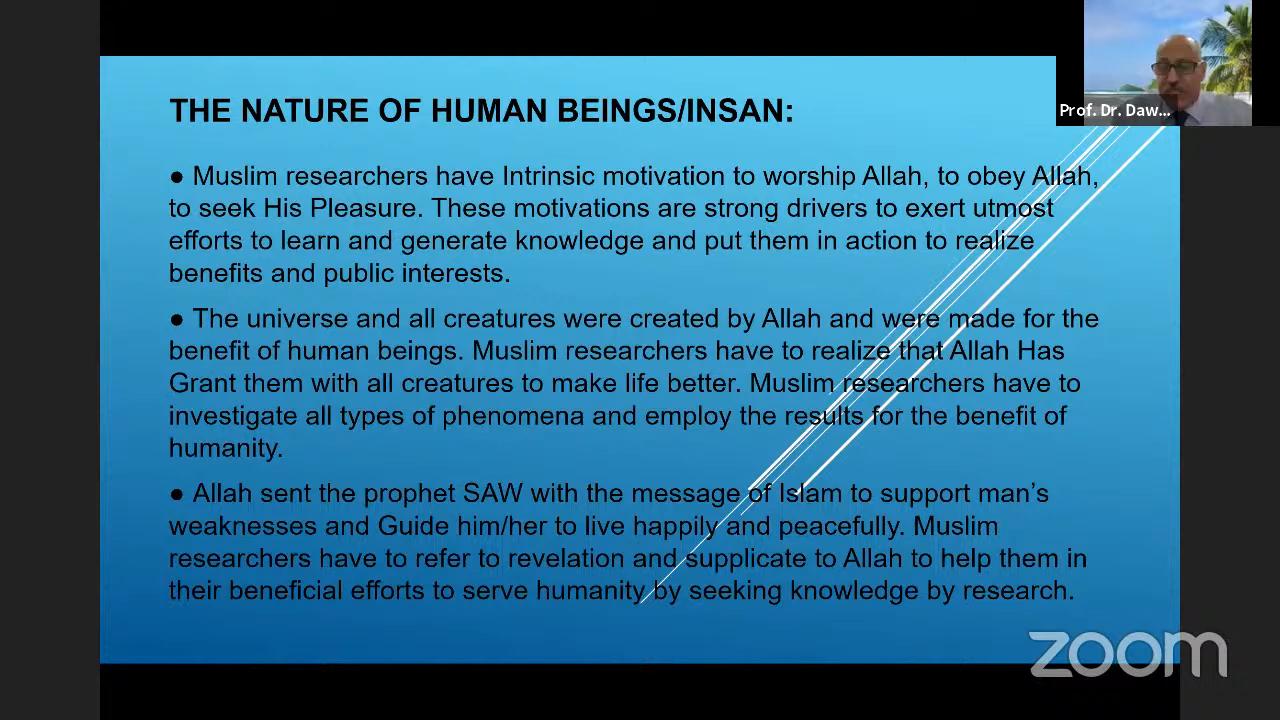 THE NATURE OF HUMAN BEINGS/INSAN:
Prof. Dr. Daw...
● Muslim researchers have Intrinsic motivation to worship Allah, to obey Allah,
to seek His Pleasure. These motivations are strong drivers to exert utmost
efforts to learn and generate knowledge and put them in action to realize
benefits and public interests.
● The universe and all creatures were created by Allah and were made for the
benefit of human beings. Muslim researchers have to realize that Allah Has
Grant them with all creatures to make life better. Muslim researchers have to
investigate all types of phenomena and employ the results for the benefit of
humanity.
● Allah sent the prophet SAW with the message of Islam to support man’s
weaknesses and Guide him/her to live happily and peacefully. Muslim
researchers have to refer to revelation and supplicate to Allah to help them in
their beneficial efforts to serve humanity by seeking knowledge by research.
zoom